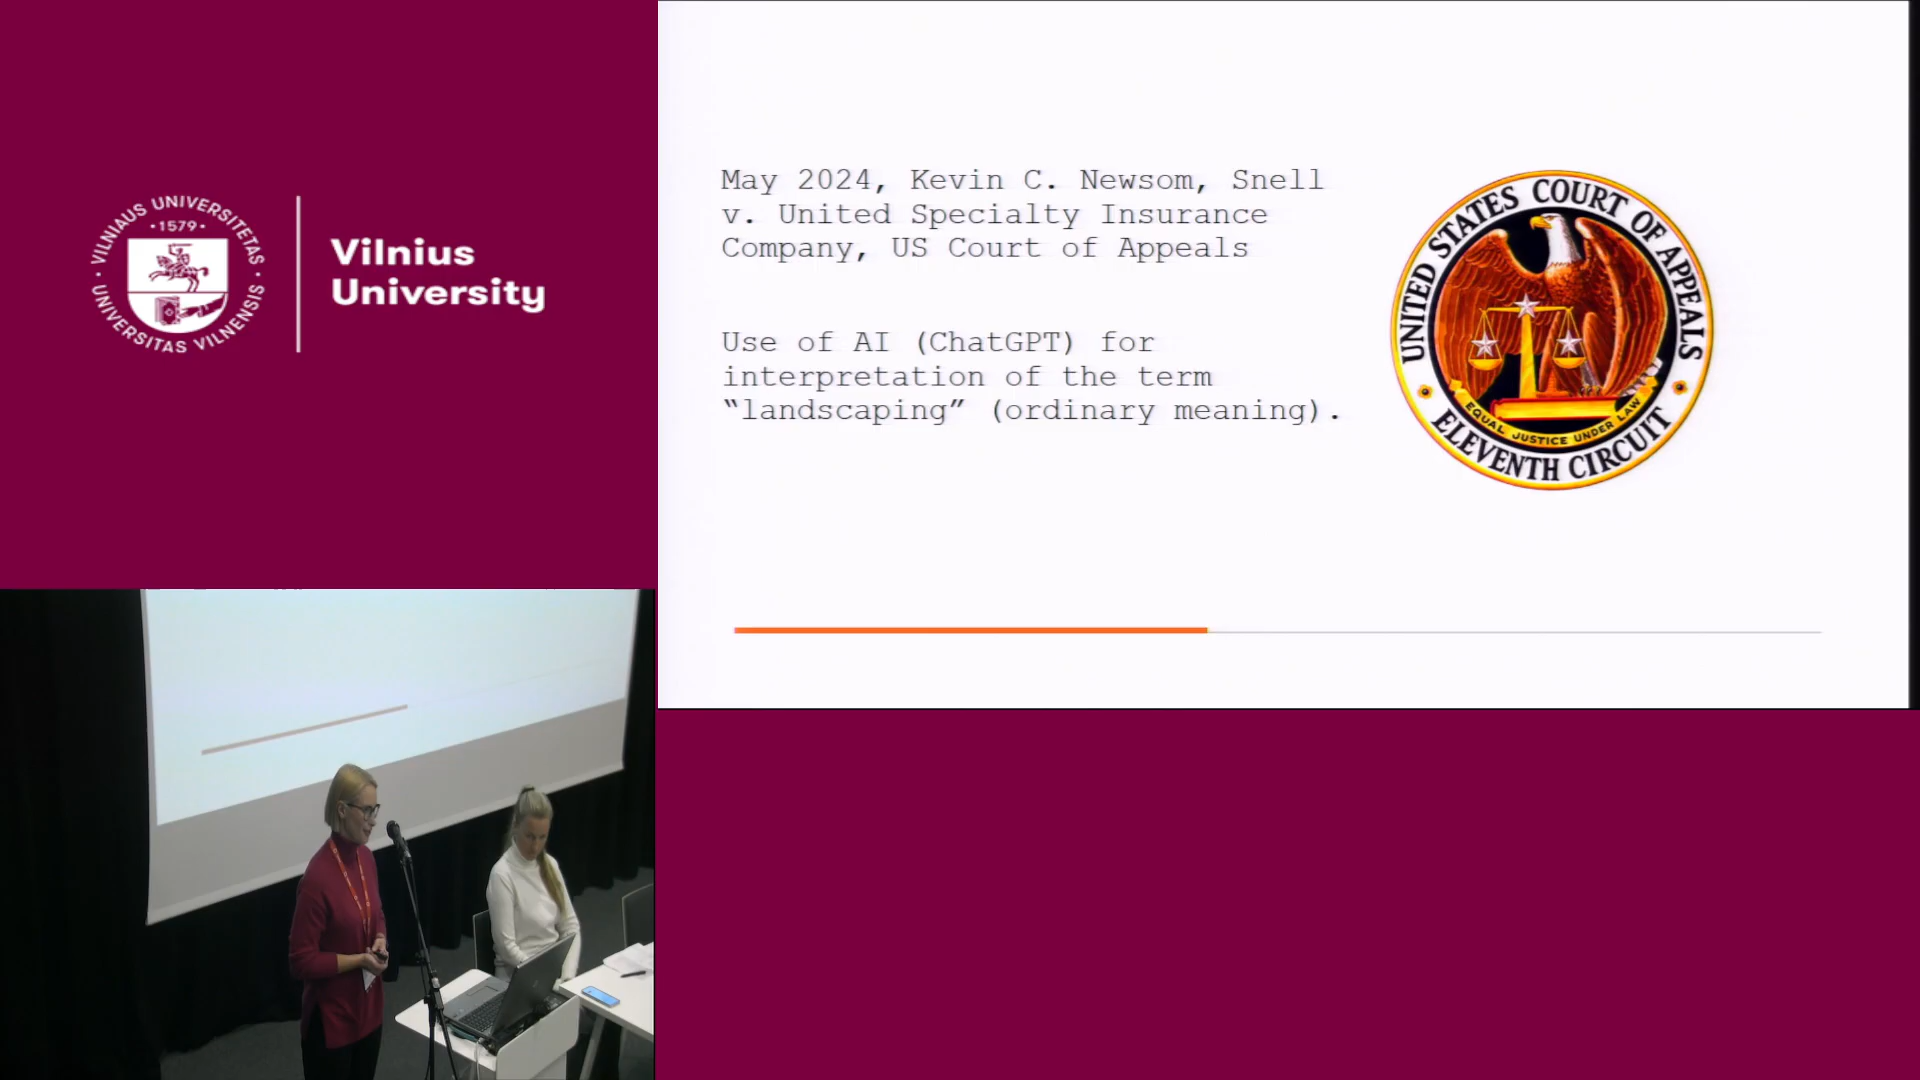 VILNIAUS UNIVERSITETAS
1579
UNIVERSITAS VILNENSIS
Vilnius
University
May 2024, Kevin C. Newsom, Snell
v. United Specialty Insurance
Company, US Court of Appeals
Use of AI (ChatGPT) for
interpretation of the term
“landscaping” (ordinary meaning).
UNITED STATES COURT OF APPEALS
EQUAL JUSTICE UNDER LAW
ELEVENTH CIRCUIT